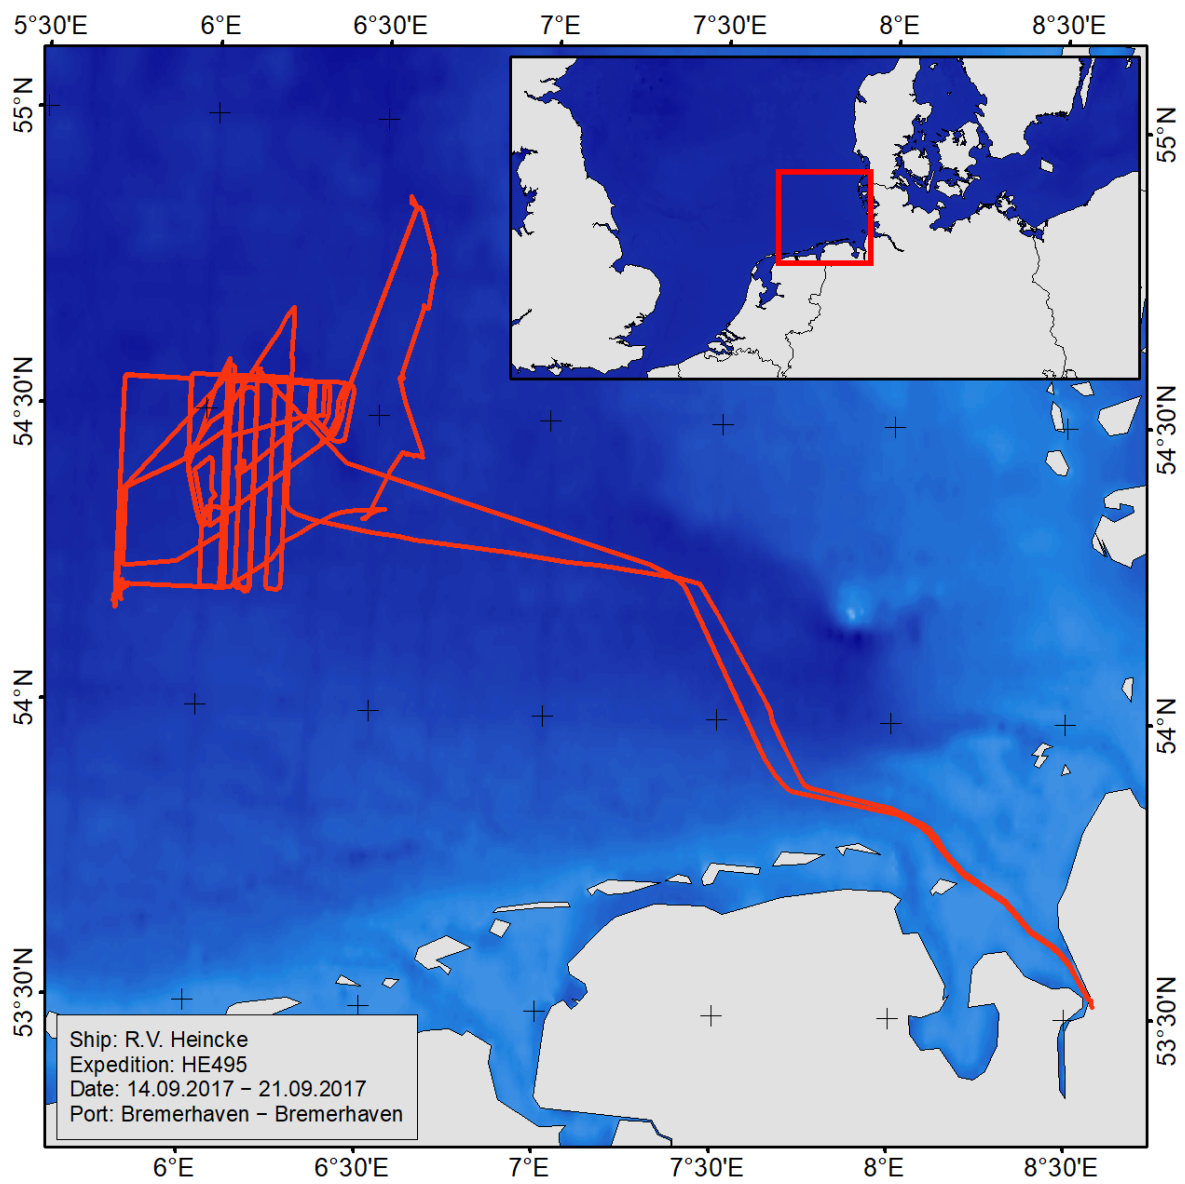 5°30'E 6°E 6°30'E 7°E 7°30'E 8°E 8°30'E
55°N
55°N
54°30'N
54°30'N
54°N
54°N
53°30'N
53°30'N
Ship: R.V. Heincke
Expedition: HE495
Date: 14.09.2017 − 21.09.2017
Port: Bremerhaven − Bremerhaven
6°E 6°30'E 7°E 7°30'E 8°E 8°30'E